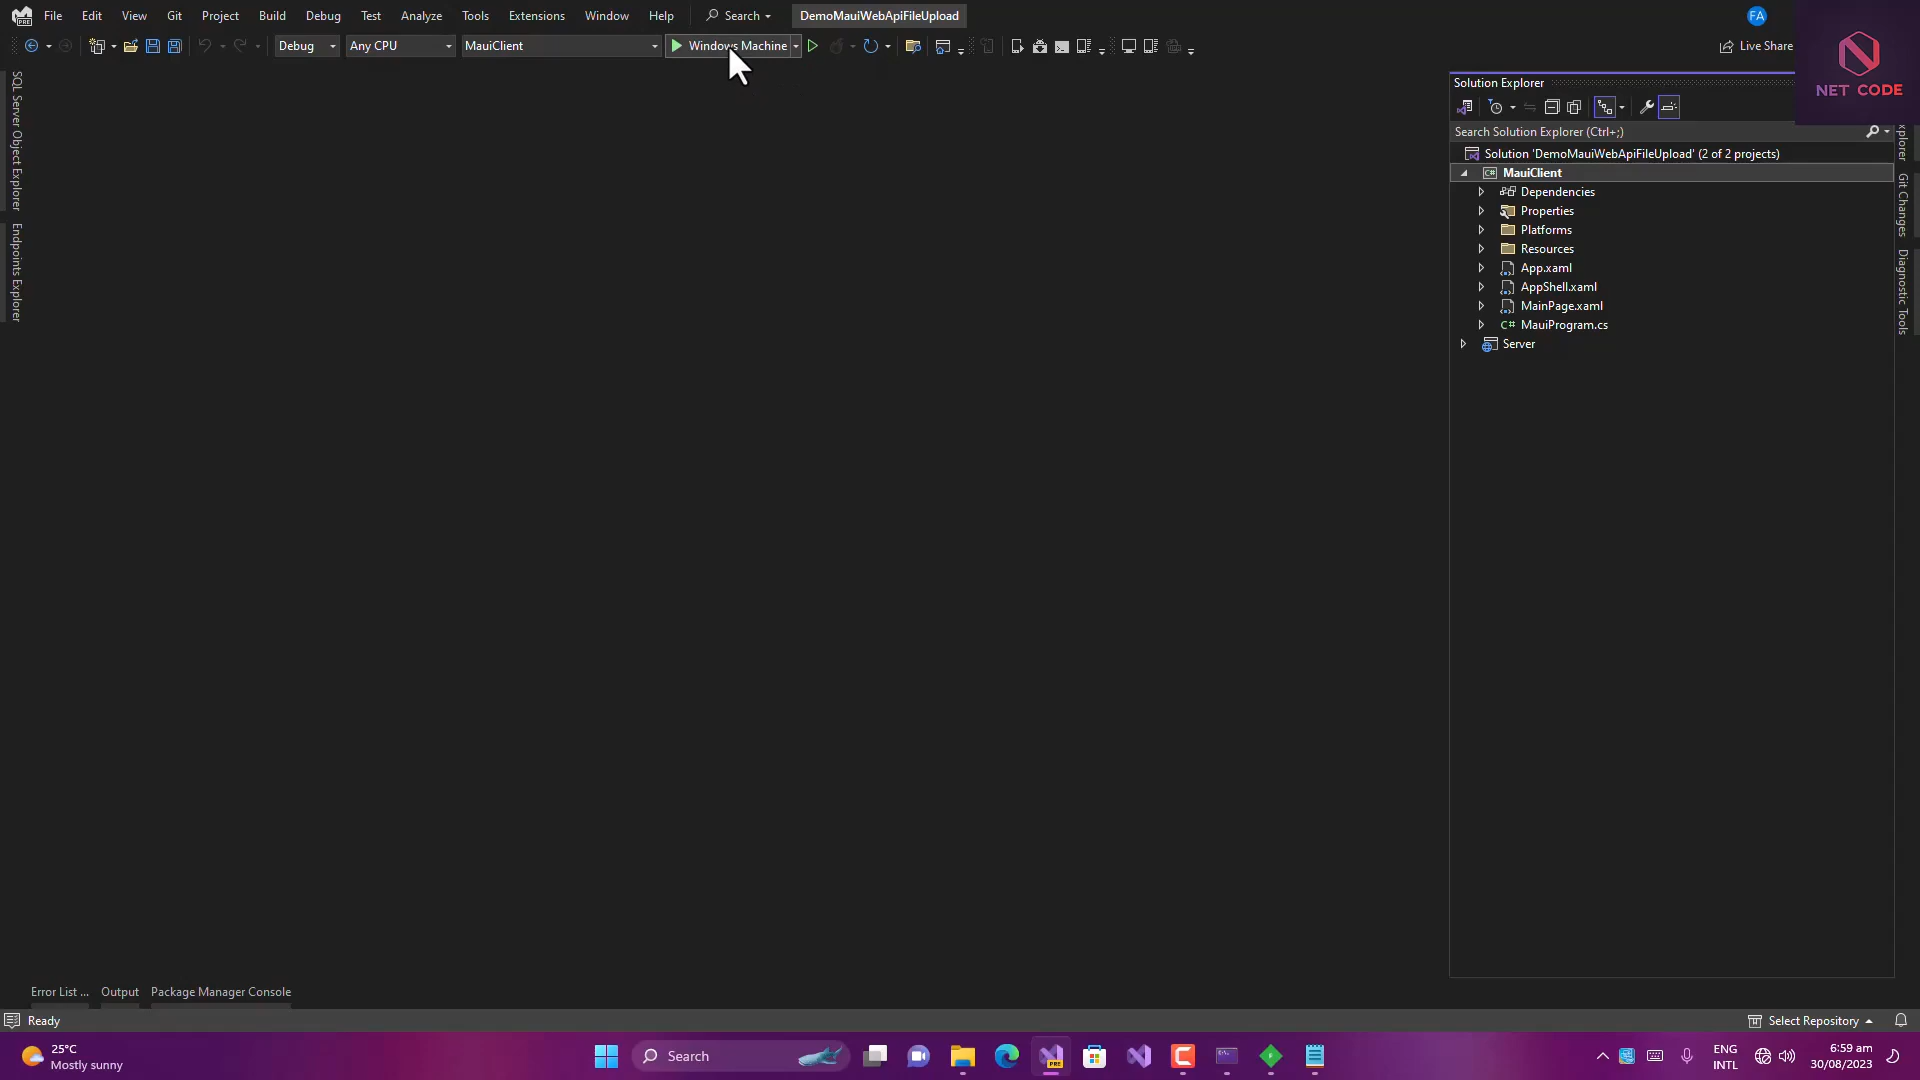 File Edit View Git Project Build Debug Test Analyze Tools Extensions Window Help Search DemoMauiWebApiFileUpload FA
Debug Any CPU MauiClient Windows Machine Live Share
NET CODE
SQL Server Object Explorer
Endpoints Explorer
Solution Explorer
Search Solution Explorer (Ctrl+;)
Solution 'DemoMauiWebApiFileUpload' (2 of 2 projects)
MauiClient
Dependencies
Properties
Platforms
Resources
App.xaml
AppShell.xaml
MainPage.xaml
C# MauiProgram.cs
Server
Git Changes
Diagnostic Tools
Error List ... Output Package Manager Console
Ready Select Repository
25°C
Mostly sunny
Search
ENG
INTL
6:59 am
30/08/2023